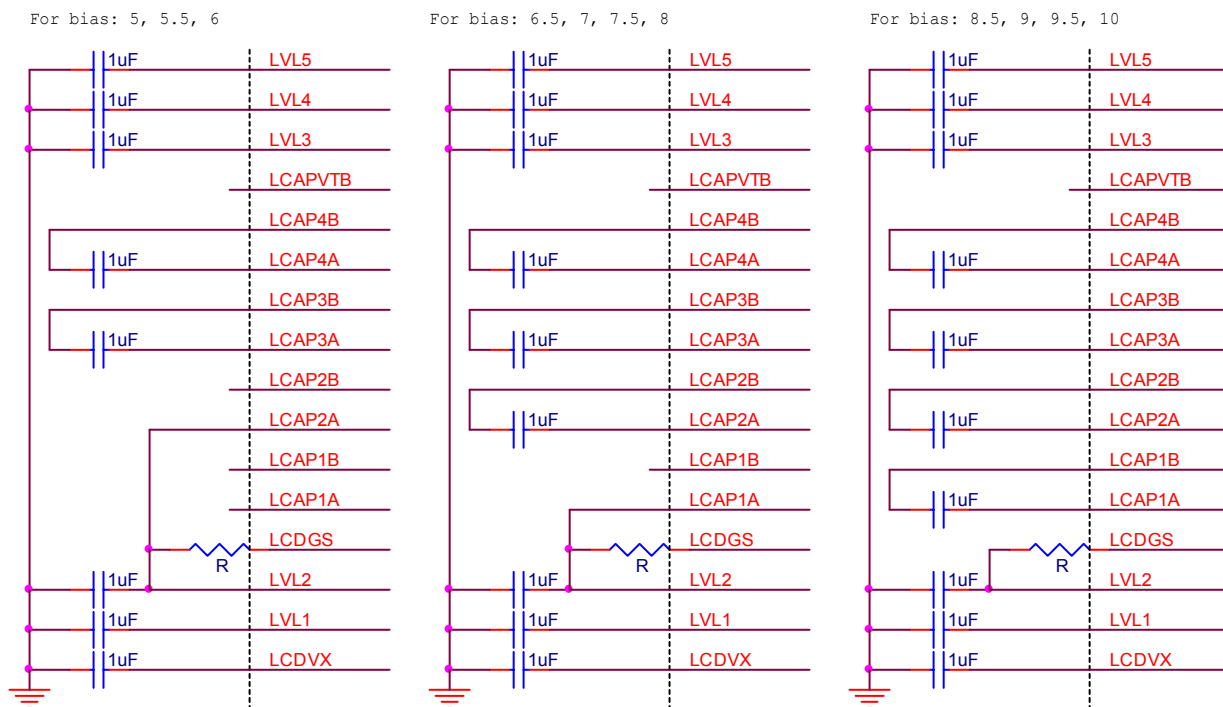 For bias: 5, 5.5, 6
1uF LVL5
1uF LVL4
1uF LVL3
LCAPVTB
LCAP4B
1uF LCAP4A
LCAP3B
1uF LCAP3A
LCAP2B
LCAP2A
LCAP1B
LCAP1A
LCDGS
R
1uF LVL2
1uF LVL1
1uF LCDVX
For bias: 6.5, 7, 7.5, 8
1uF LVL5
1uF LVL4
1uF LVL3
LCAPVTB
LCAP4B
1uF LCAP4A
LCAP3B
1uF LCAP3A
LCAP2B
1uF LCAP2A
LCAP1B
LCAP1A
LCDGS
R
1uF LVL2
1uF LVL1
1uF LCDVX
For bias: 8.5, 9, 9.5, 10
1uF LVL5
1uF LVL4
1uF LVL3
LCAPVTB
LCAP4B
1uF LCAP4A
LCAP3B
1uF LCAP3A
LCAP2B
1uF LCAP2A
LCAP1B
1uF LCAP1A
LCDGS
R
1uF LVL2
1uF LVL1
1uF LCDVX